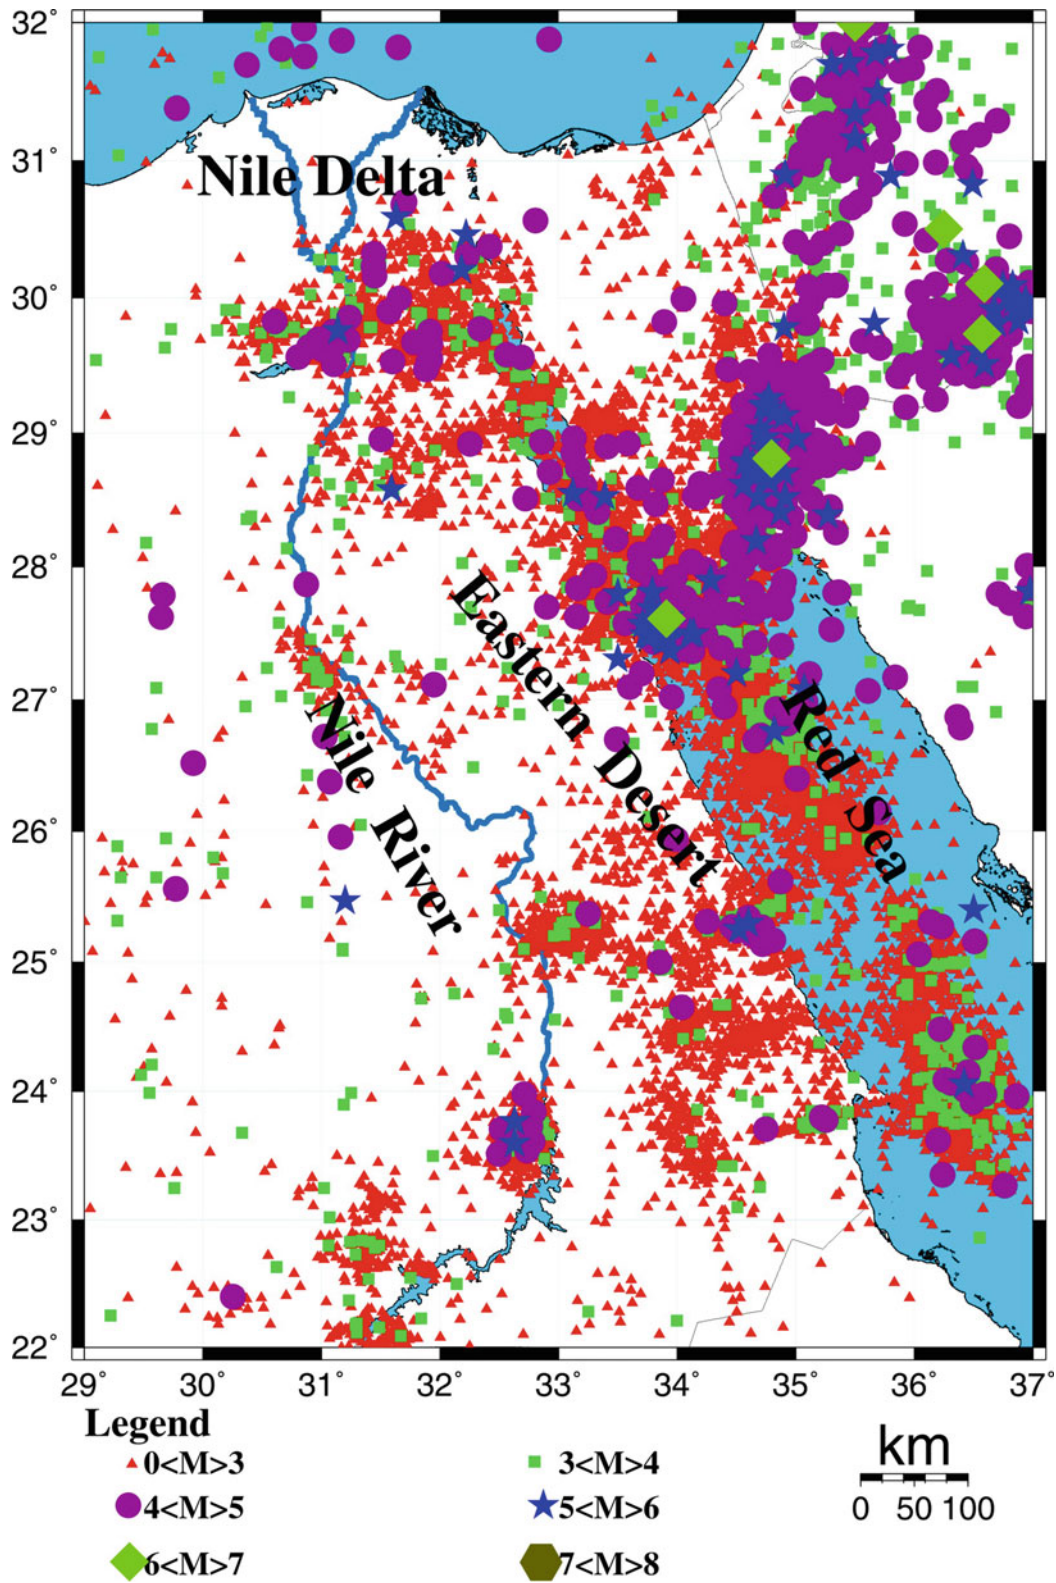 32°
31°
30°
29°
28°
27°
26°
25°
24°
23°
22°
Nile Delta
Eastern Desert
Red Sea
Nile River
29° 30° 31° 32° 33° 34° 35° 36° 37°
Legend
0<M>3
3<M>4
4<M>5
5<M>6
6<M>7
7<M>8
km
0 50 100